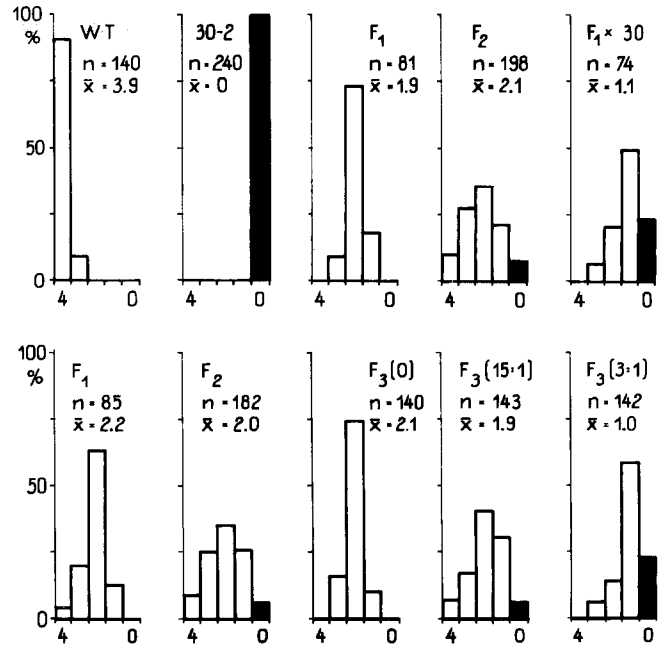 100
%
50
0
W T
n = 140
x̄ = 3.9
4 0
30-2
n = 240
x̄ = 0
4 0
F₁
n = 81
x̄ = 1.9
4 0
F₂
n = 198
x̄ = 2.1
4 0
F₁ × 30
n = 74
x̄ = 1.1
4 0
100
%
50
0
F₁
n = 85
x̄ = 2.2
4 0
F₂
n = 182
x̄ = 2.0
4 0
F₃(0)
n = 140
x̄ = 2.1
4 0
F₃(15:1)
n = 143
x̄ = 1.9
4 0
F₃(3:1)
n = 142
x̄ = 1.0
4 0